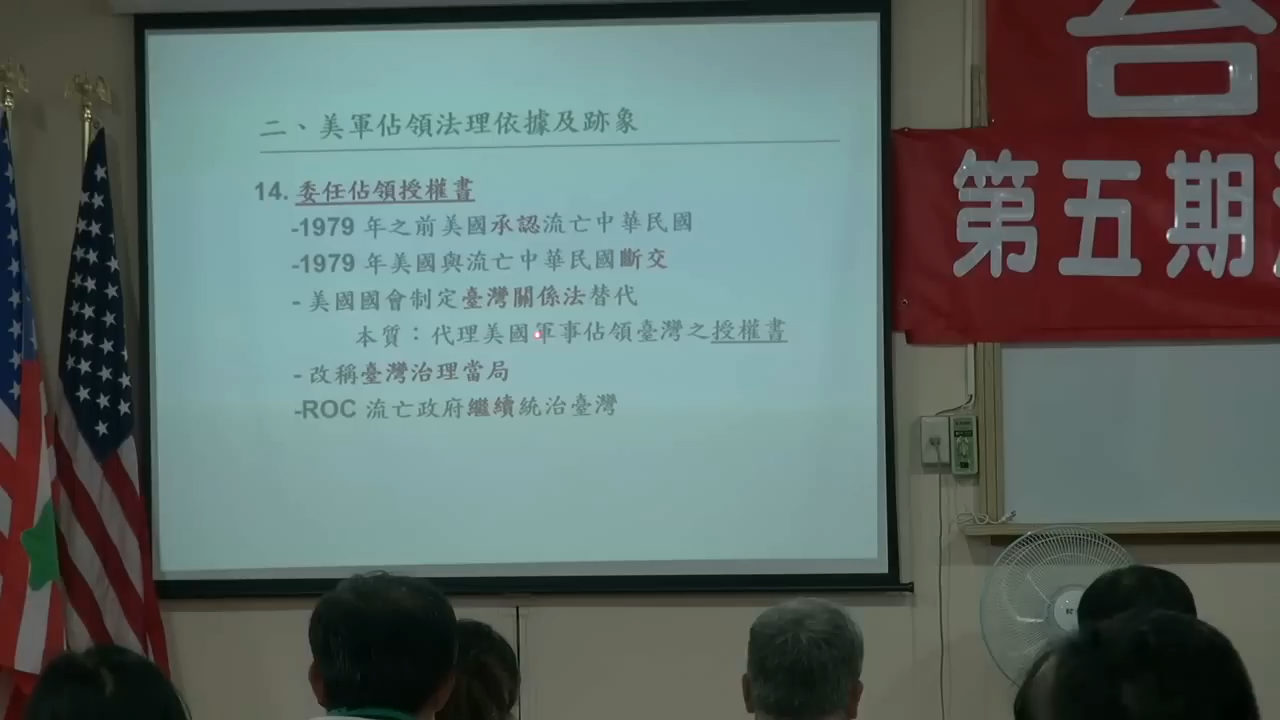 二、美軍佔領法理依據及跡象
14. 委任佔領授權書
-1979 年之前美國承認流亡中華民國
-1979 年美國與流亡中華民國斷交
- 美國國會制定臺灣關係法替代
本質：代理美國軍事佔領臺灣之授權書
- 改稱臺灣治理當局
-ROC 流亡政府繼續統治臺灣
台
第五期